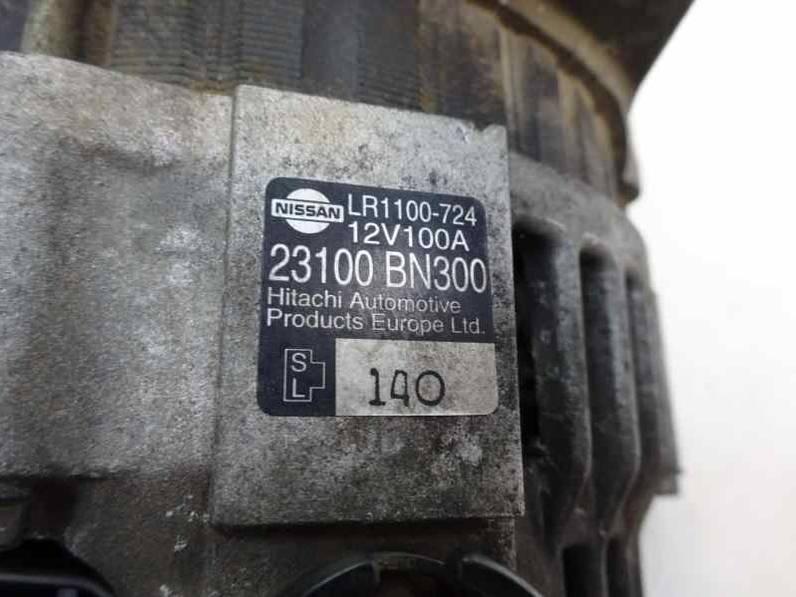 NISSAN LR1100-724
12V100A
23100 BN300
Hitachi Automotive
Products Europe Ltd.
S
L
140